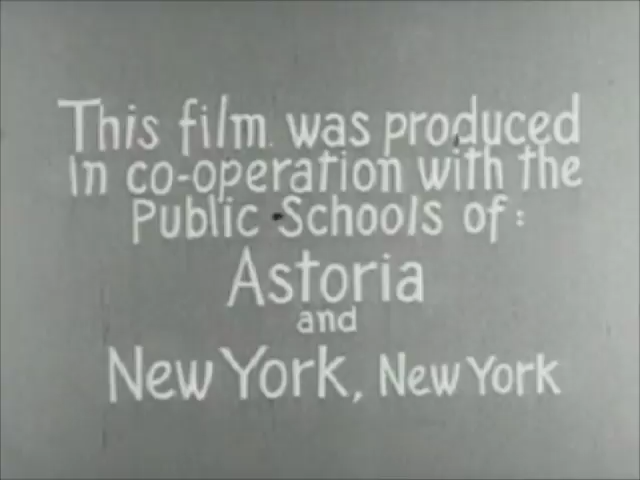 This film was produced
in co-operation with the
Public Schools of:
Astoria
and
New York, New York